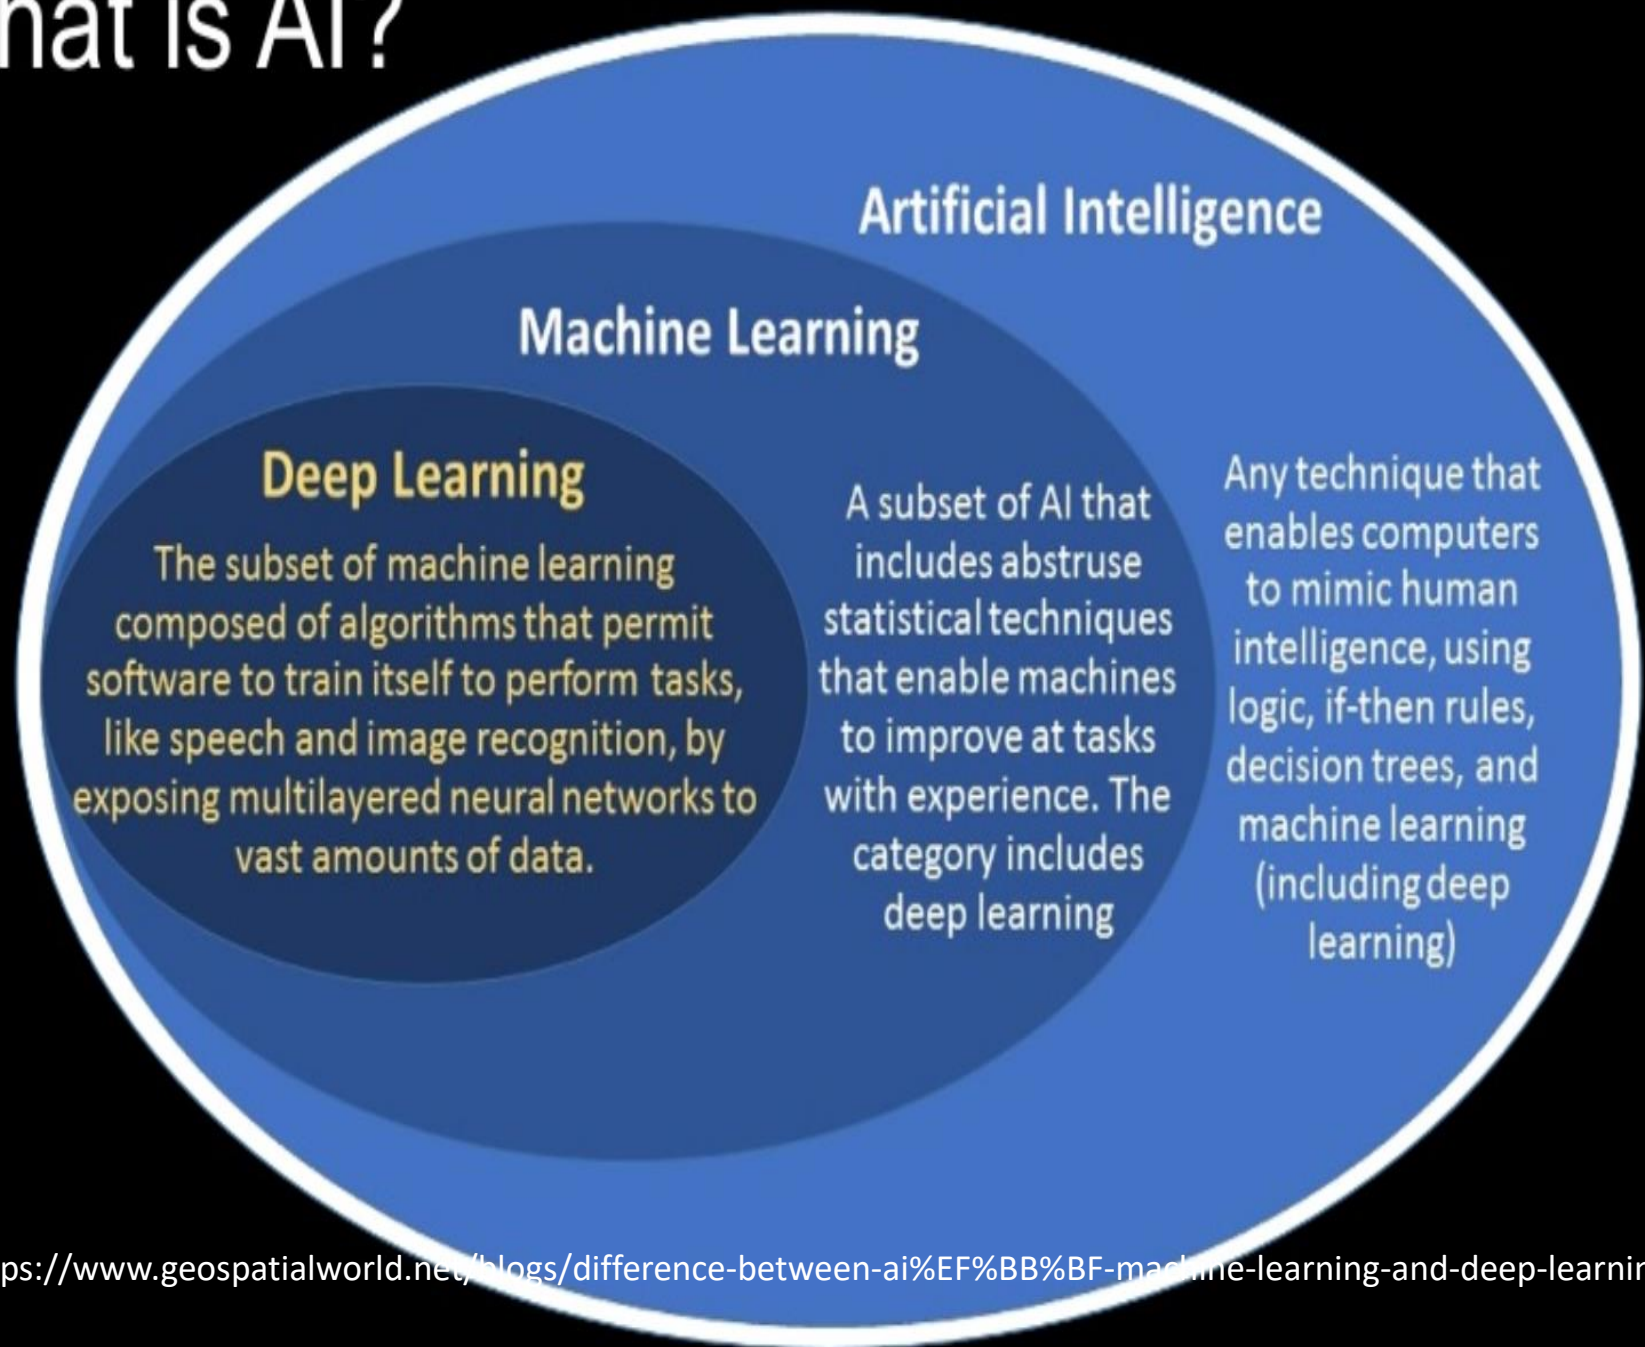 hat is AI?
Artificial Intelligence
Machine Learning
Deep Learning
The subset of machine learning
composed of algorithms that permit
software to train itself to perform tasks,
like speech and image recognition, by
exposing multilayered neural networks to
vast amounts of data.
A subset of AI that
includes abstruse
statistical techniques
that enable machines
to improve at tasks
with experience. The
category includes
deep learning
Any technique that
enables computers
to mimic human
intelligence, using
logic, if-then rules,
decision trees, and
machine learning
(including deep
learning)
ps://www.geospatialworld.net/blogs/difference-between-ai%EF%BB%BF-machine-learning-and-deep-learnin